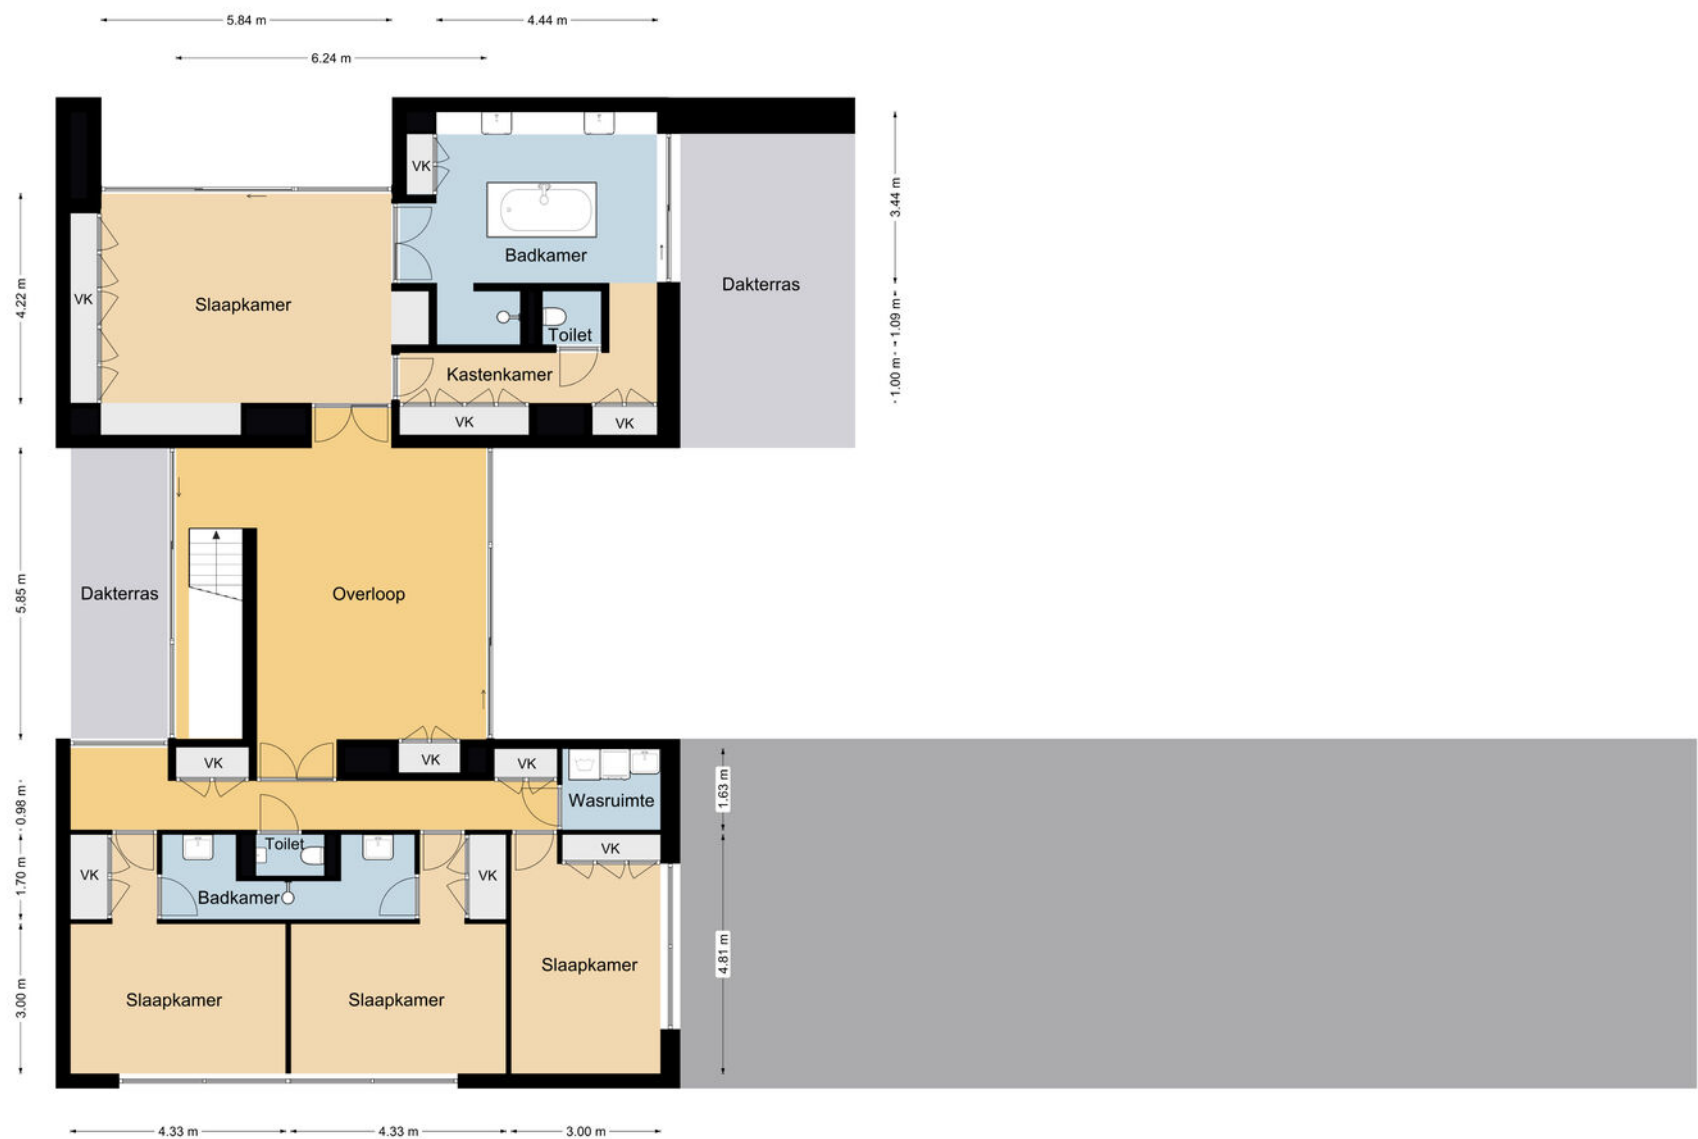 5.84 m
4.44 m
6.24 m
VK
3.44 m
Badkamer
Dakterras
VK
4.22 m
Slaapkamer
1.09 m
Toilet
Kastenkamer
1.00 m
VK
VK
5.85 m
Dakterras
Overloop
VK
VK
VK
1.63 m
Wasruimte
0.98 m
Toilet
VK
VK
VK
1.70 m
Badkamer
4.81 m
Slaapkamer
Slaapkamer
Slaapkamer
3.00 m
4.33 m
4.33 m
3.00 m